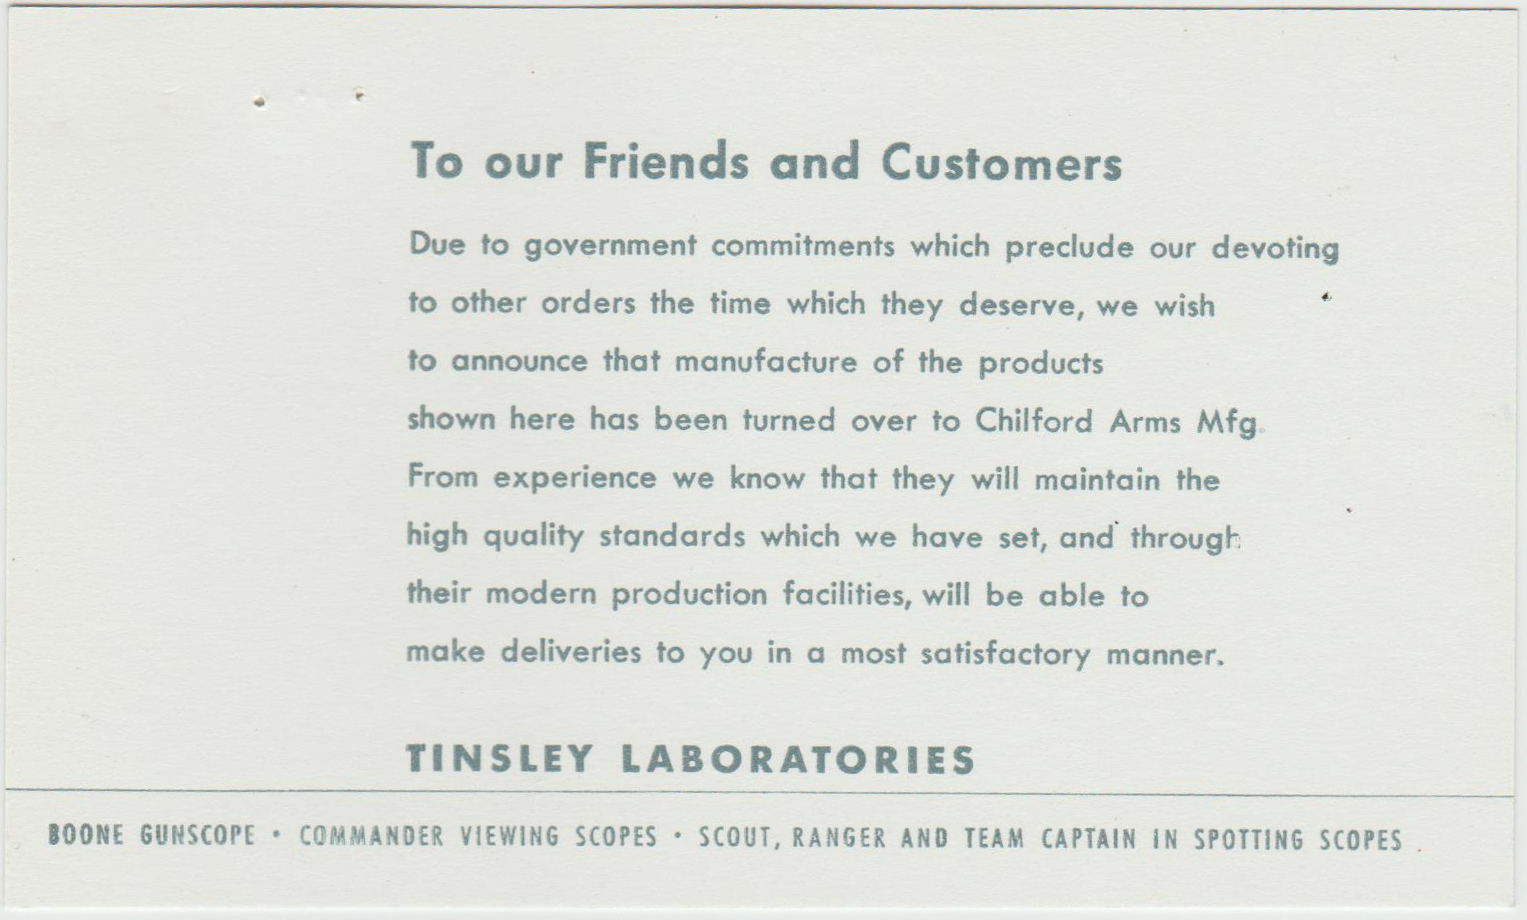 To our Friends and Customers
Due to government commitments which preclude our devoting
to other orders the time which they deserve, we wish
to announce that manufacture of the products
shown here has been turned over to Chilford Arms Mfg.
From experience we know that they will maintain the
high quality standards which we have set, and through
their modern production facilities, will be able to
make deliveries to you in a most satisfactory manner.
TINSLEY LABORATORIES
BOONE GUNSCOPE • COMMANDER VIEWING SCOPES • SCOUT, RANGER AND TEAM CAPTAIN IN SPOTTING SCOPES .